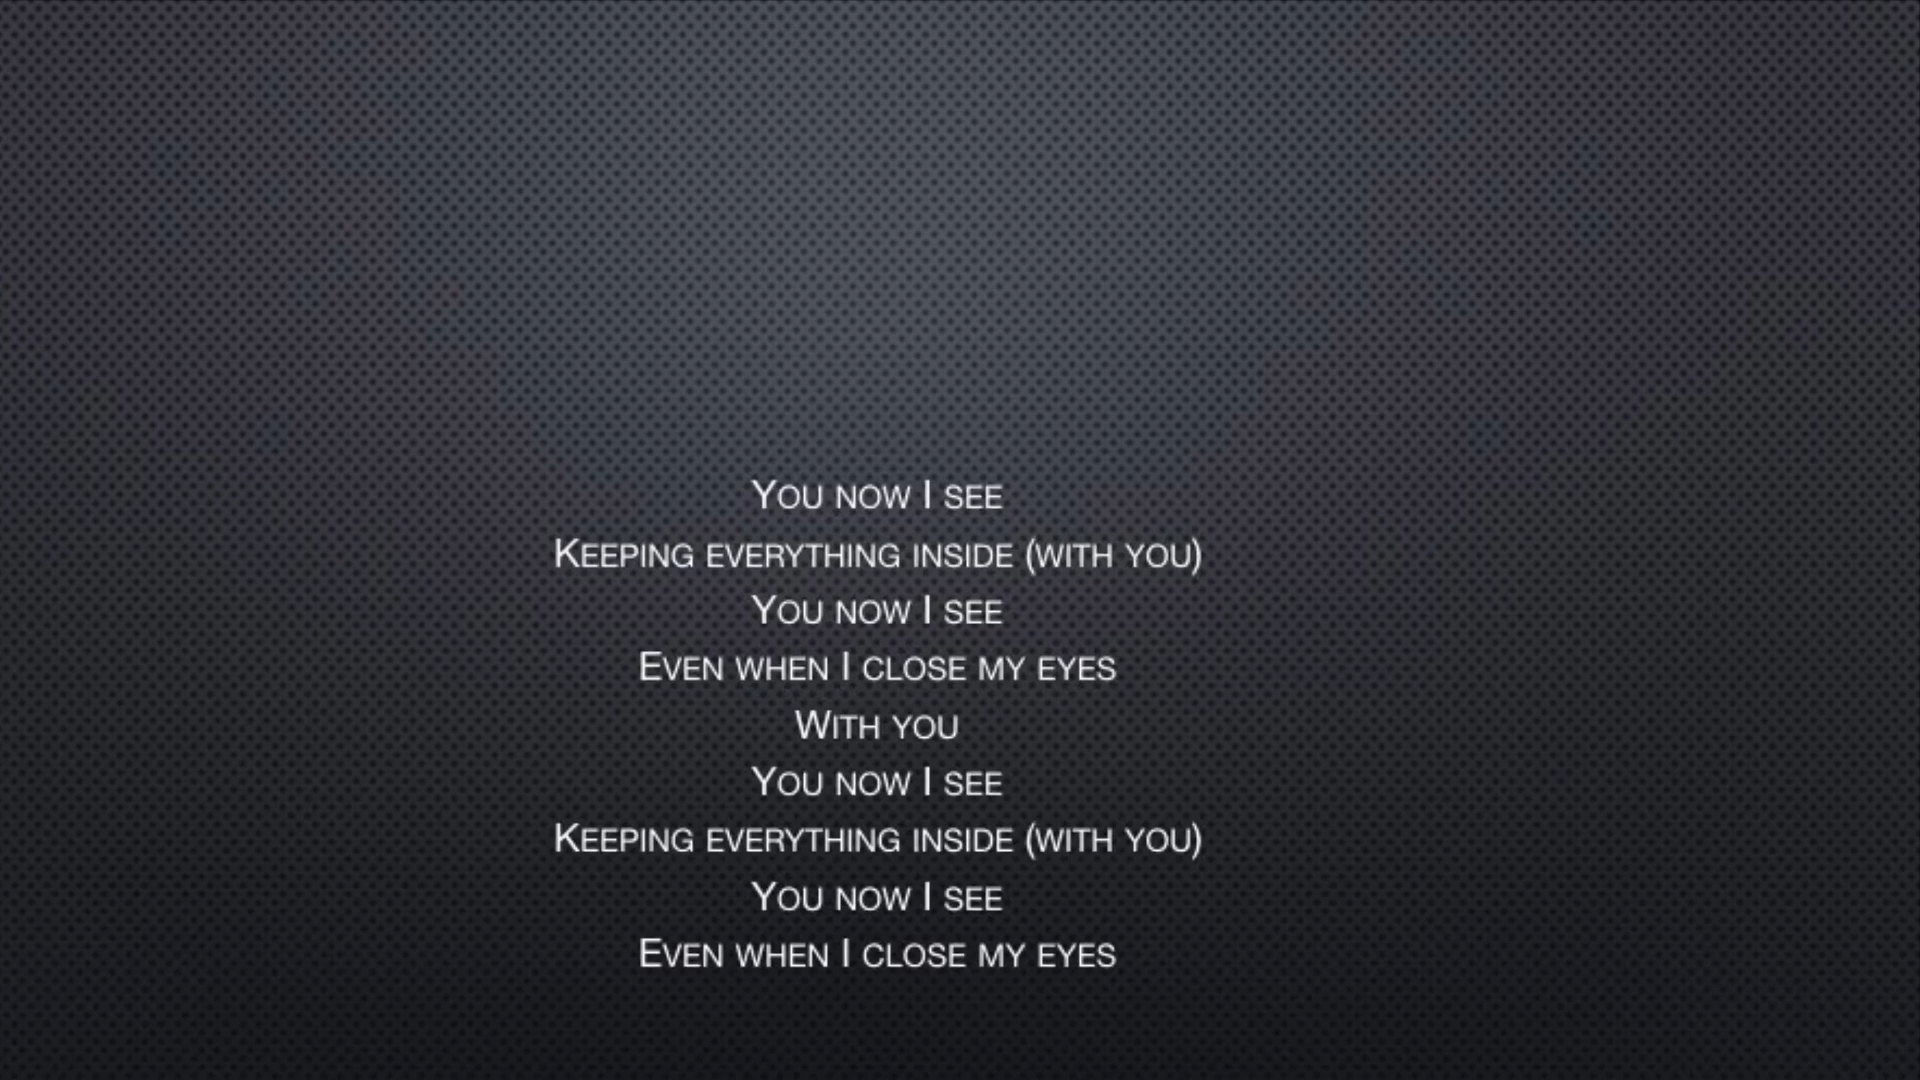 You now I see
Keeping everything inside (with you)
You now I see
Even when I close my eyes
With you
You now I see
Keeping everything inside (with you)
You now I see
Even when I close my eyes